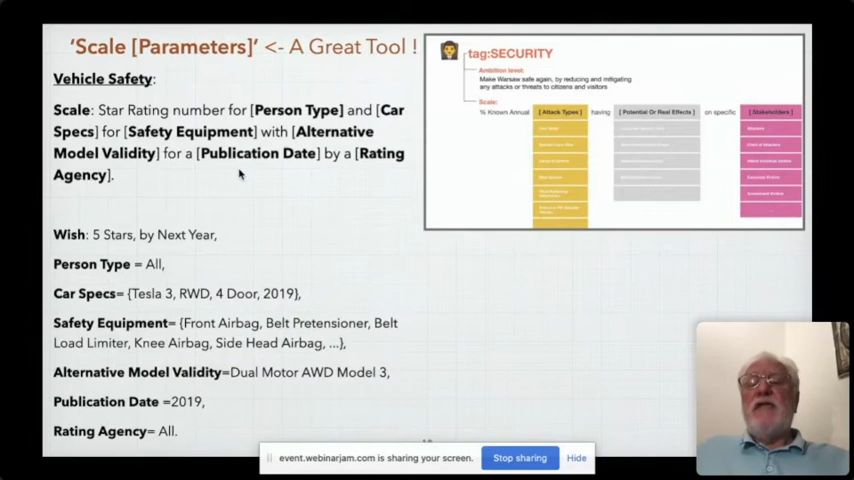 'Scale [Parameters]' <- A Great Tool !
Vehicle Safety:
Scale: Star Rating number for [Person Type] and [Car
Specs] for [Safety Equipment] with [Alternative
Model Validity] for a [Publication Date] by a [Rating
Agency].
Wish: 5 Stars, by Next Year,
Person Type = All,
Car Specs= {Tesla 3, RWD, 4 Door, 2019},
Safety Equipment= {Front Airbag, Belt Pretensioner, Belt
Load Limiter, Knee Airbag, Side Head Airbag, ...},
Alternative Model Validity=Dual Motor AWD Model 3,
Publication Date =2019,
Rating Agency= All.
tag:SECURITY
Ambition level:
Make Warsaw safe again, by reducing and mitigating
any attacks or threats to citizens and visitors
Scale:
% Known Annual [ Attack Types ] having [ Potential Or Real Effects ] on specific [ Stakeholders ]
event.webinarjam.com is sharing your screen. Stop sharing Hide